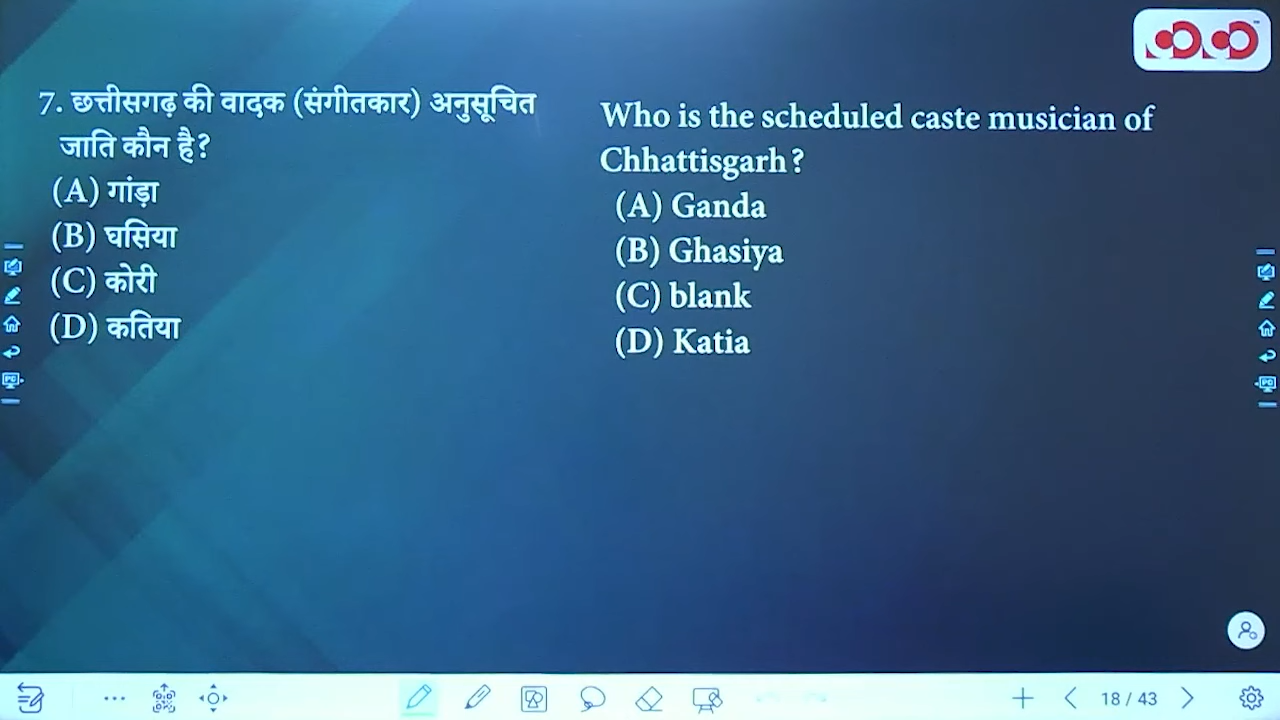 7. छत्तीसगढ़ की वादक (संगीतकार) अनुसूचित
जाति कौन है?
(A) गांड़ा
(B) घसिया
(C) कोरी
(D) कतिया
Who is the scheduled caste musician of
Chhattisgarh?
(A) Ganda
(B) Ghasiya
(C) blank
(D) Katia
18 / 43